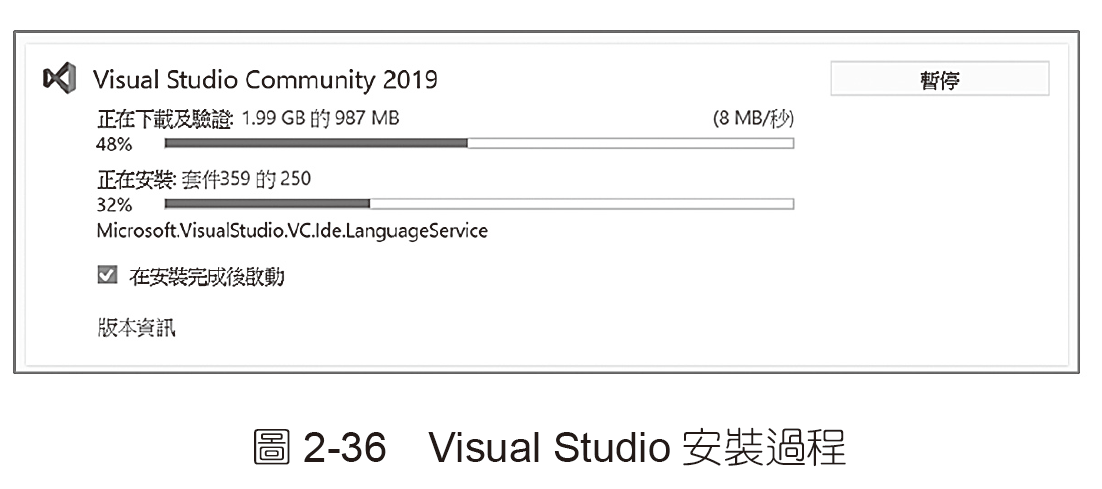 Visual Studio Community 2019
暫停
正在下載及驗證: 1.99 GB 的 987 MB (8 MB/秒)
48%
正在安裝: 套件359 的 250
32%
Microsoft.VisualStudio.VC.Ide.LanguageService
在安裝完成後啟動
版本資訊
圖 2-36 Visual Studio 安裝過程